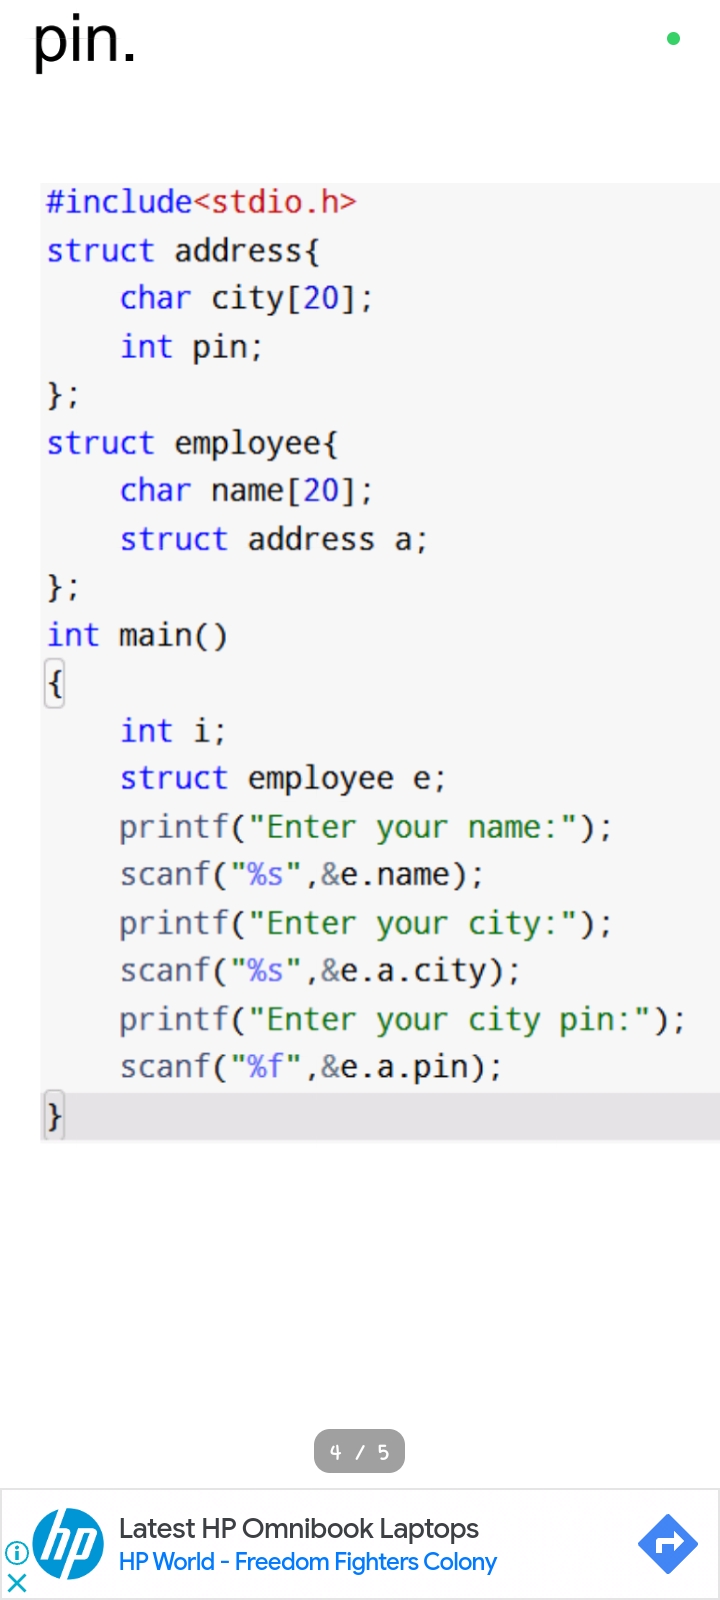 pin.
#include<stdio.h>
struct address{
    char city[20];
    int pin;
};
struct employee{
    char name[20];
    struct address a;
};
int main()
{
    int i;
    struct employee e;
    printf("Enter your name:");
    scanf("%s",&e.name);
    printf("Enter your city:");
    scanf("%s",&e.a.city);
    printf("Enter your city pin:");
    scanf("%f",&e.a.pin);
}
4 / 5
hp
Latest HP Omnibook Laptops
HP World - Freedom Fighters Colony